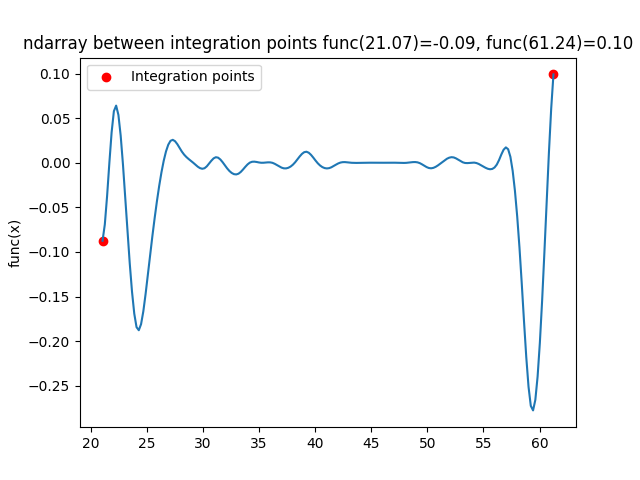 ndarray between integration points func(21.07)=-0.09, func(61.24)=0.10
Integration points
func(x)
0.10
0.05
0.00
−0.05
−0.10
−0.15
−0.20
−0.25
20 25 30 35 40 45 50 55 60